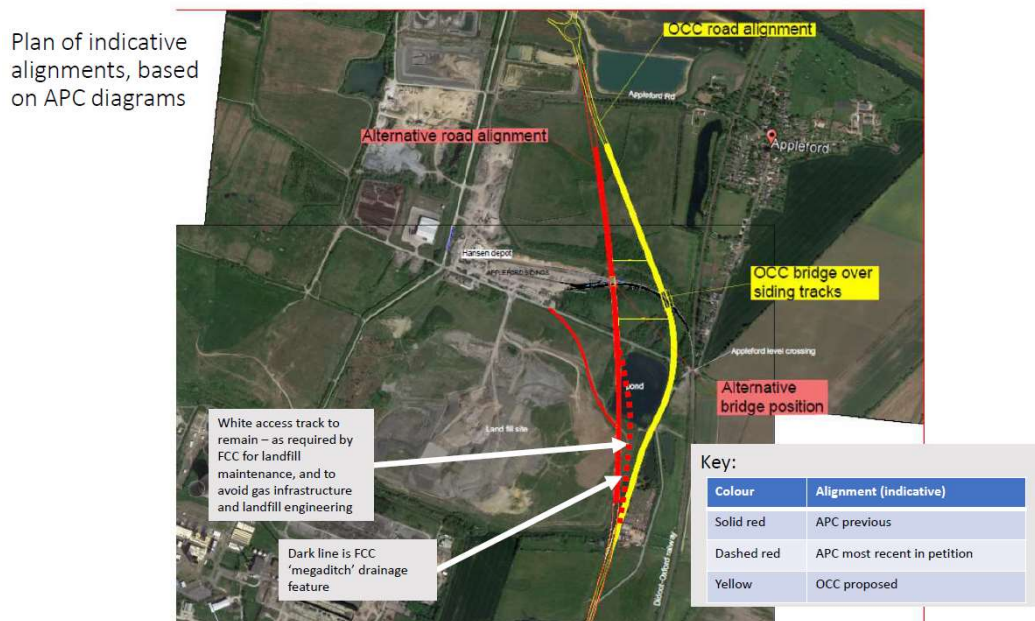 Plan of indicative
alignments, based
on APC diagrams
OCC road alignment
Appleford Rd
Alternative road alignment
Appleford
Hansen depot
APPLEFORD SIDINGS
OCC bridge over
siding tracks
Appleford level crossing
pond
Alternative
bridge position
White access track to
remain – as required by
FCC for landfill
maintenance, and to
avoid gas infrastructure
and landfill engineering
Land fill site
Dark line is FCC
‘megaditch’ drainage
feature
Didcot-Oxford railway
Key:
Colour Alignment (indicative)
Solid red APC previous
Dashed red APC most recent in petition
Yellow OCC proposed